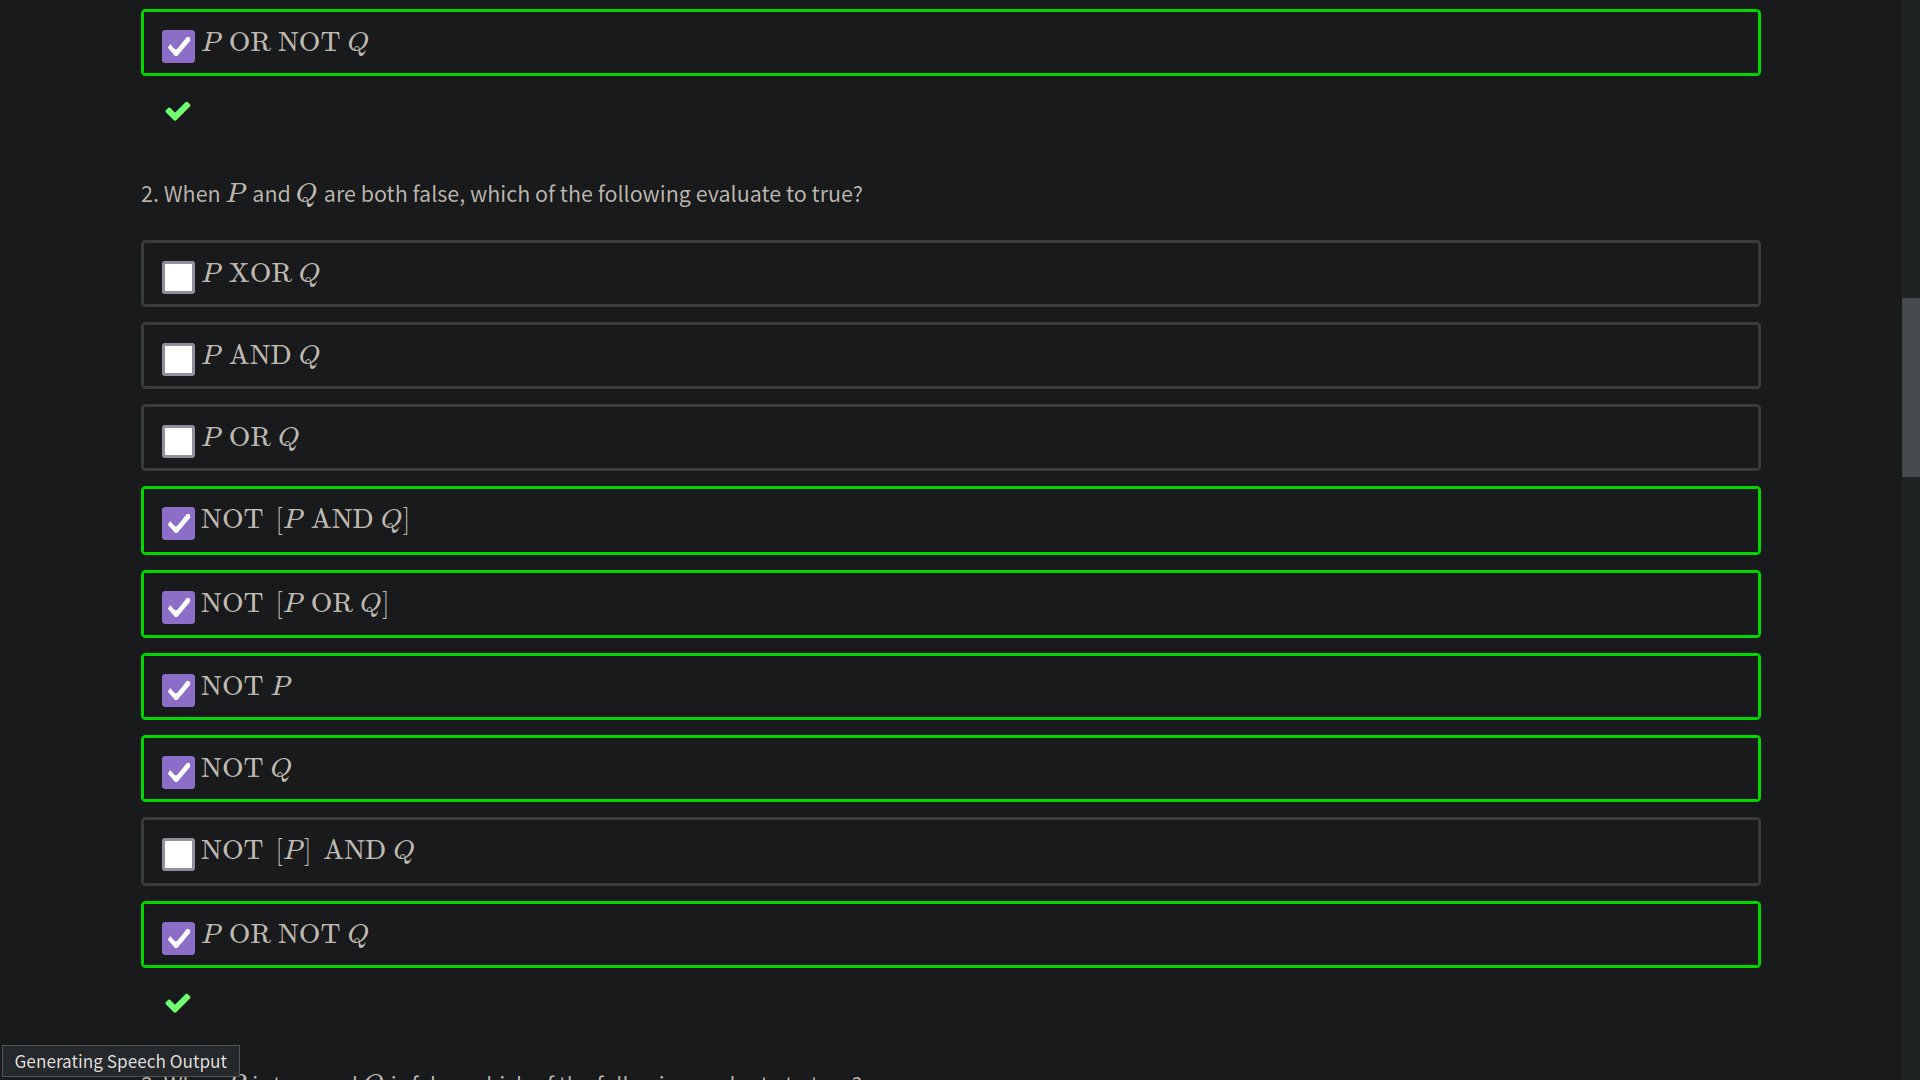 P OR NOT Q
2. When P and Q are both false, which of the following evaluate to true?
P XOR Q
P AND Q
P OR Q
NOT [P AND Q]
NOT [P OR Q]
NOT P
NOT Q
NOT [P] AND Q
P OR NOT Q
Generating Speech Output